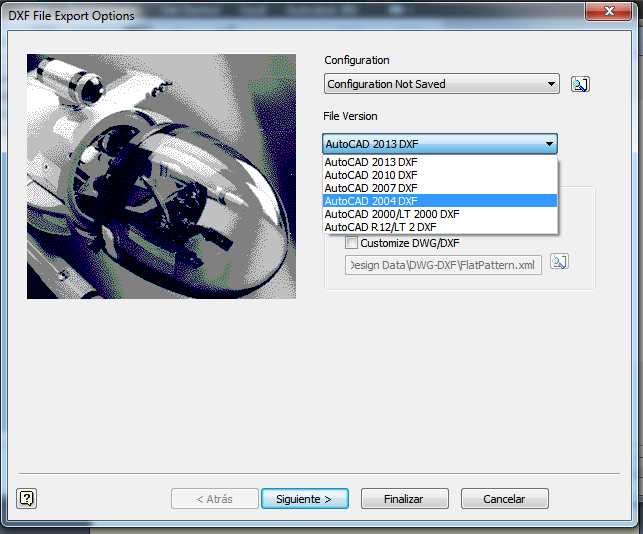 DXF File Export Options
Configuration
Configuration Not Saved
File Version
AutoCAD 2013 DXF
AutoCAD 2013 DXF
AutoCAD 2010 DXF
AutoCAD 2007 DXF
AutoCAD 2004 DXF
AutoCAD 2000/LT 2000 DXF
AutoCAD R12/LT 2 DXF
Customize DWG/DXF
Design Data\DWG-DXF\FlatPattern.xml
< Atrás
Siguiente >
Finalizar
Cancelar